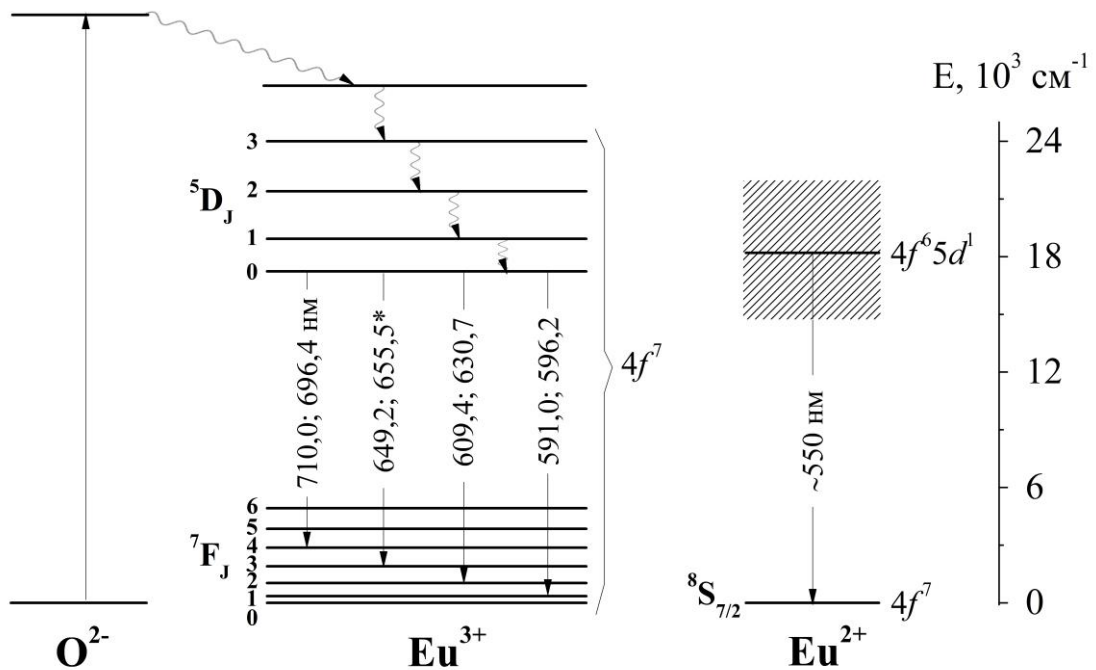 E, 10³ см⁻¹
24
18
12
6
0
3
2
1
0
⁵D_J
710,0; 696,4 нм
649,2; 655,5*
609,4; 630,7
591,0; 596,2
4f⁷
6
5
4
3
2
1
0
⁷F_J
4f⁶5d¹
~550 нм
⁸S₇/₂
4f⁷
O²⁻
Eu³⁺
Eu²⁺